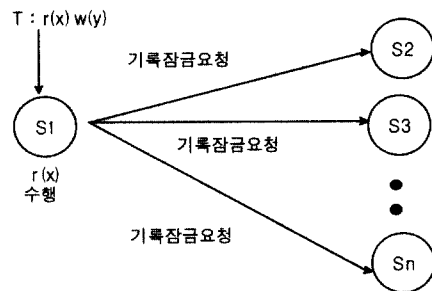 T : r(x) w(y)
기록잠금요청
S2
S1
기록잠금요청
S3
r(x)
수행
기록잠금요청
Sn